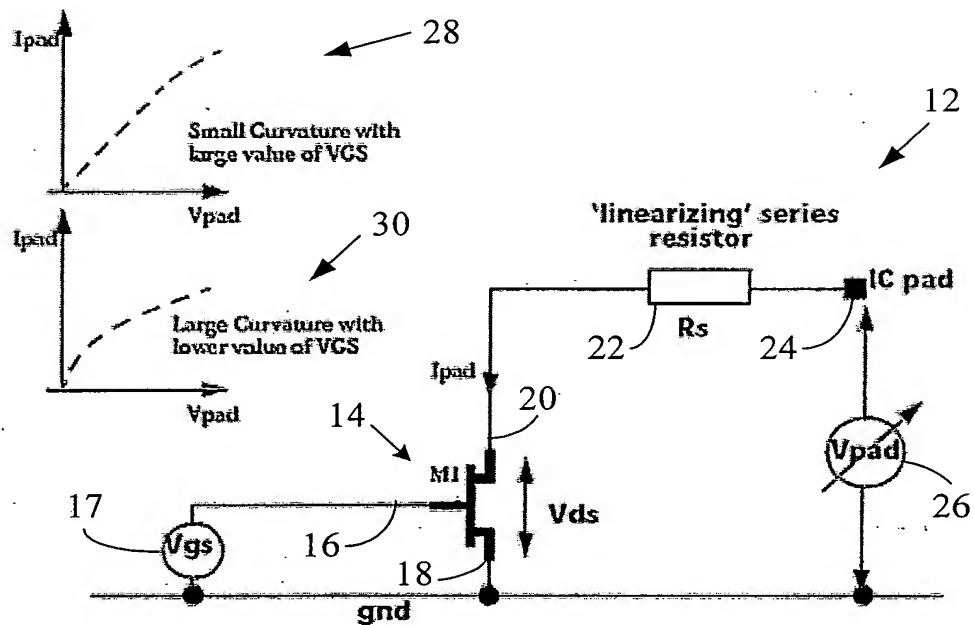 Ipad
28
Small Curvature with
large value of VGS
Vpad
12
Ipad
30
Large Curvature with
lower value of VGS
Vpad
'linearizing' series
resistor
IC pad
22
Rs
24
Ipad
20
14
M1
Vds
Vpad
26
17
Vgs
16
18
gnd